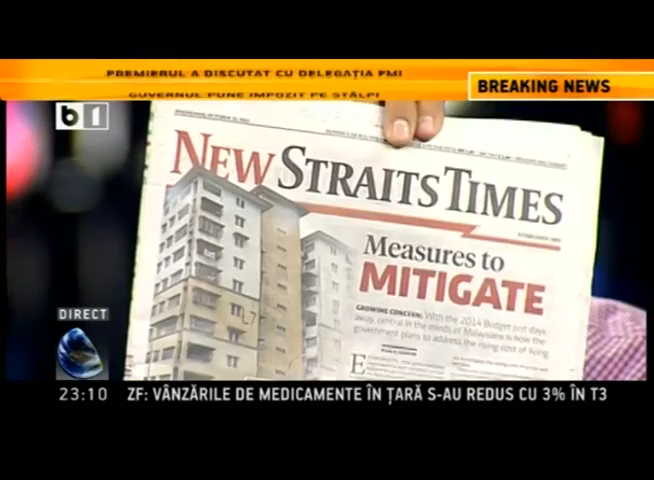 PREMIERUL A DISCUTAT CU DELEGAȚIA FMI
GUVERNUL PUNE IMPOZIT PE STÂLPI
BREAKING NEWS
b 1
NEW STRAITS TIMES
Measures to
MITIGATE
GROWING CONCERN: With the 2014 Budget just days
away, central in the minds of Malaysians is how the
government plans to address the rising cost of living
DIRECT
23:10 ZF: VÂNZĂRILE DE MEDICAMENTE ÎN ȚARĂ S-AU REDUS CU 3% ÎN T3